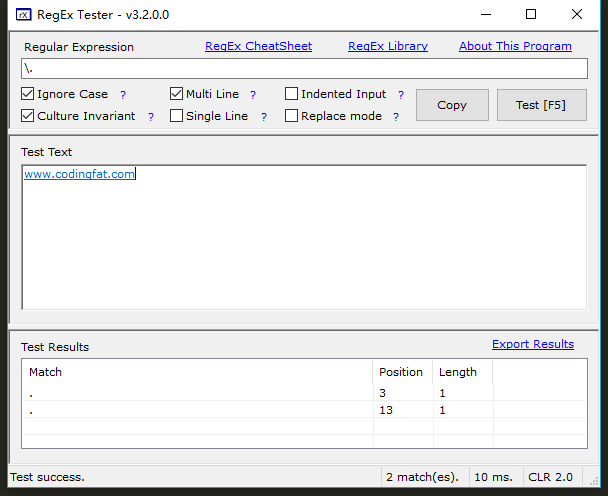 rX RegEx Tester - v3.2.0.0
Regular Expression RegEx CheatSheet RegEx Library About This Program
\.
Ignore Case ? Multi Line ? Indented Input ? Copy Test [F5]
Culture Invariant ? Single Line ? Replace mode ?
Test Text
www.codingfat.com
Test Results Export Results
Match Position Length
. 3 1
. 13 1
Test success. 2 match(es). 10 ms. CLR 2.0